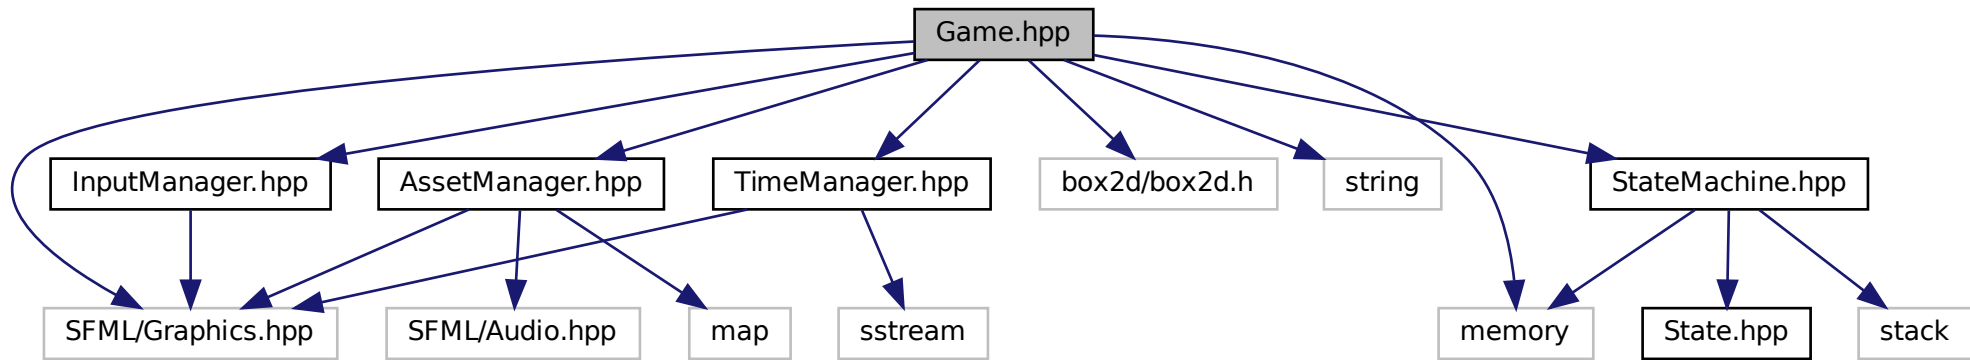 Game.hpp
InputManager.hpp
AssetManager.hpp
TimeManager.hpp
box2d/box2d.h
string
StateMachine.hpp
SFML/Graphics.hpp
SFML/Audio.hpp
map
sstream
memory
State.hpp
stack